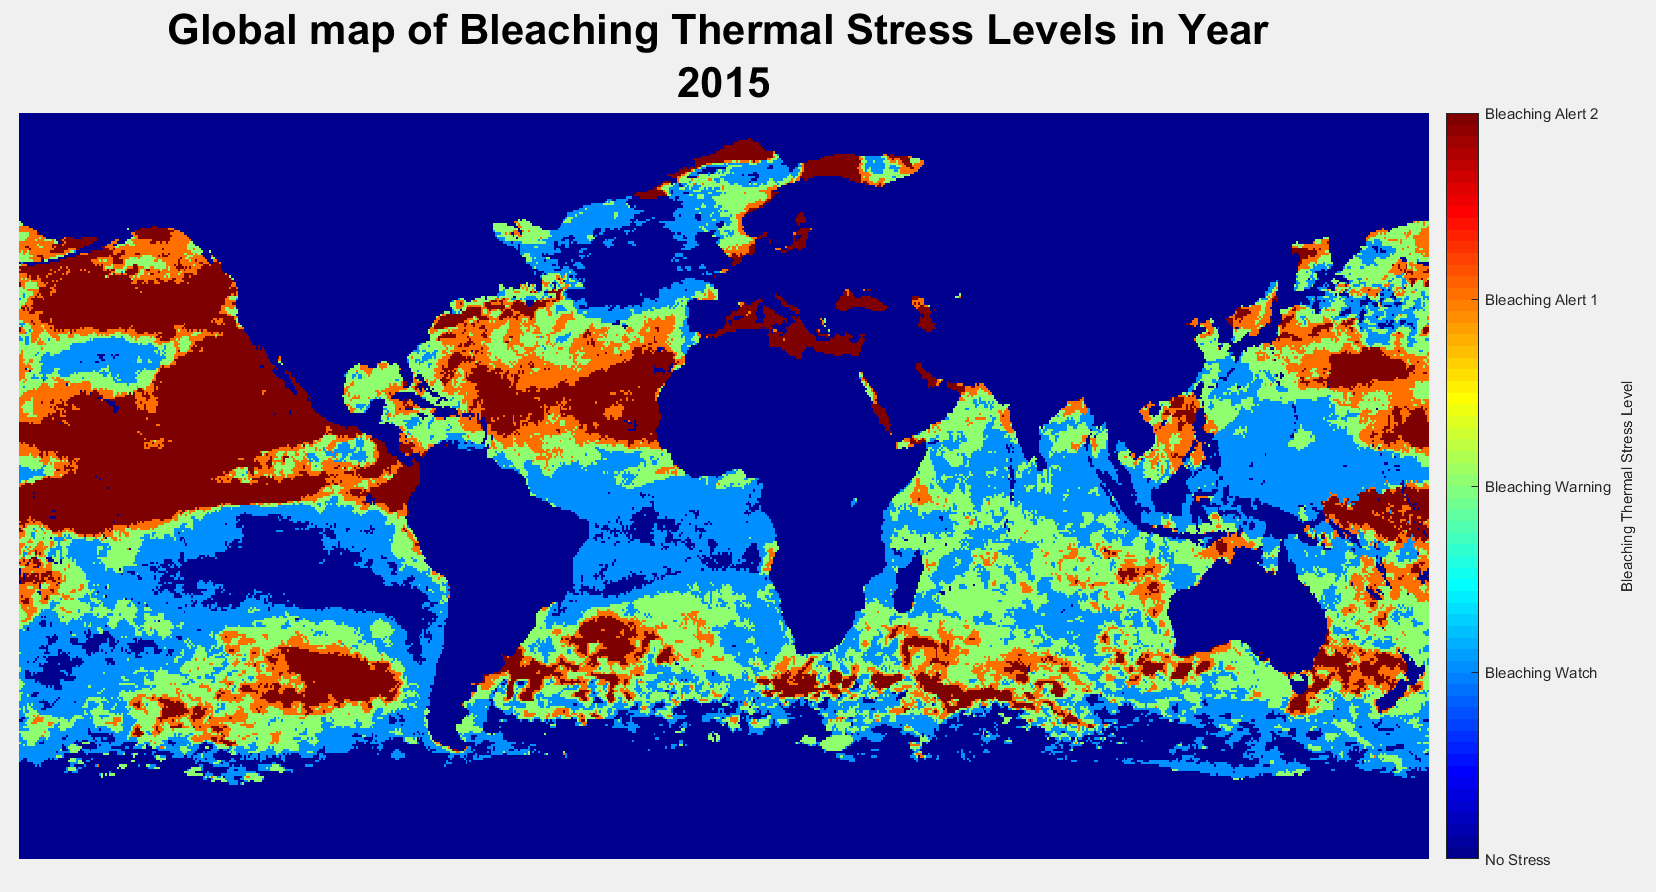 Global map of Bleaching Thermal Stress Levels in Year
2015
Bleaching Alert 2
Bleaching Alert 1
Bleaching Warning
Bleaching Watch
No Stress
Bleaching Thermal Stress Level